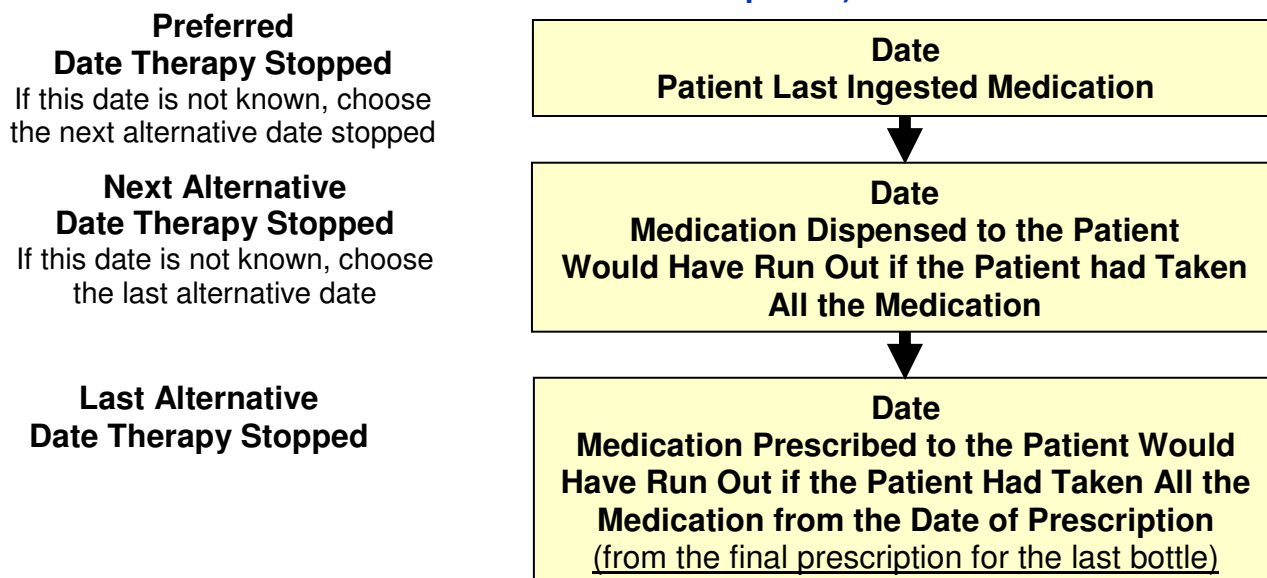 Preferred
Date Therapy Stopped
If this date is not known, choose
the next alternative date stopped
Date
Patient Last Ingested Medication
Next Alternative
Date Therapy Stopped
If this date is not known, choose
the last alternative date
Date
Medication Dispensed to the Patient
Would Have Run Out if the Patient had Taken
All the Medication
Last Alternative
Date Therapy Stopped
Date
Medication Prescribed to the Patient Would
Have Run Out if the Patient Had Taken All the
Medication from the Date of Prescription
(from the final prescription for the last bottle)